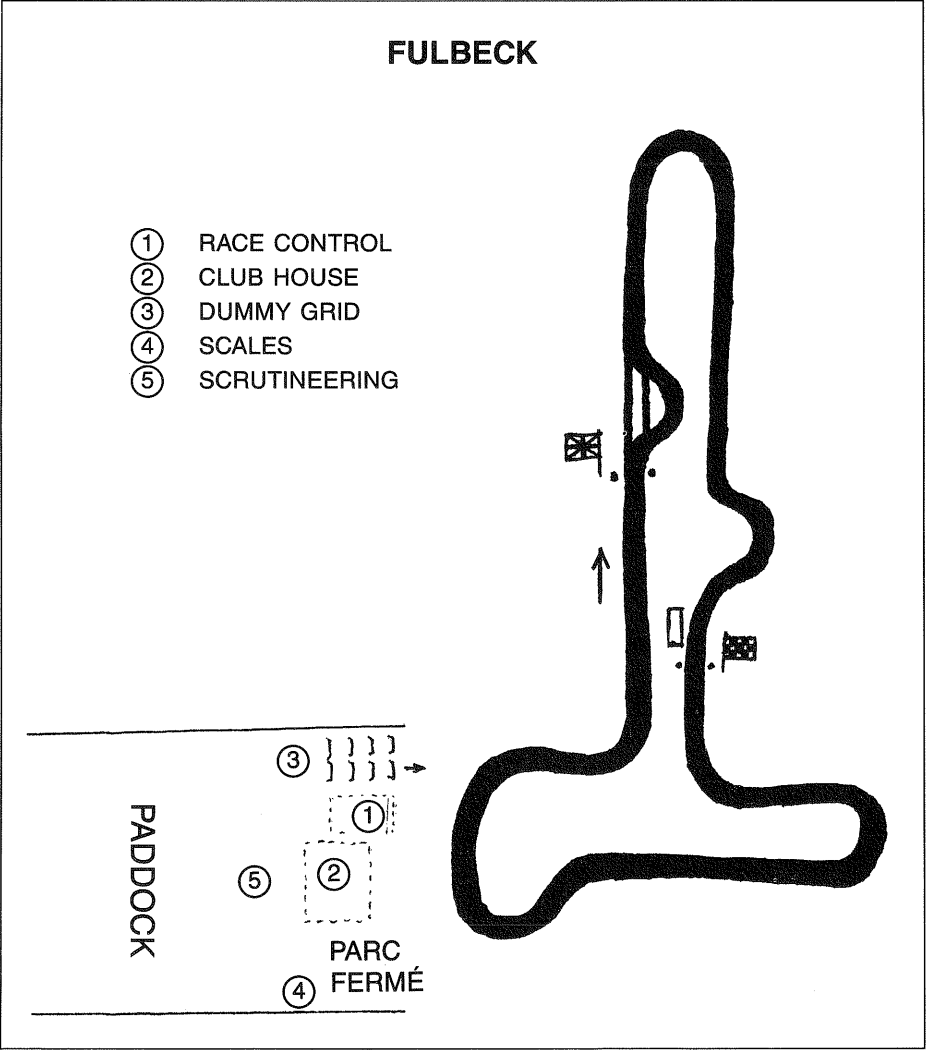 FULBECK
1 RACE CONTROL
2 CLUB HOUSE
3 DUMMY GRID
4 SCALES
5 SCRUTINEERING
3
1
PADDOCK
2
5
PARC
FERMÉ
4